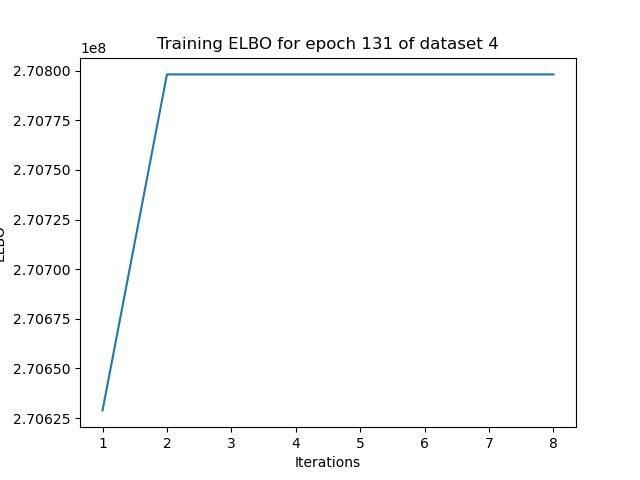 Training ELBO for epoch 131 of dataset 4
1e8
2.70800
2.70775
2.70750
2.70725
2.70700
2.70675
2.70650
2.70625
ELBO
1 2 3 4 5 6 7 8
Iterations